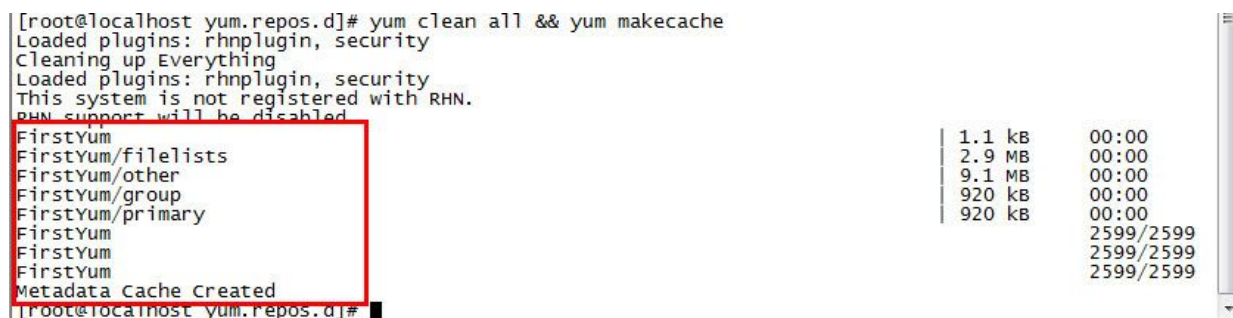 [root@localhost yum.repos.d]# yum clean all && yum makecache
Loaded plugins: rhnplugin, security
Cleaning up Everything
Loaded plugins: rhnplugin, security
This system is not registered with RHN.
RHN support will be disabled.
FirstYum | 1.1 kB 00:00
FirstYum/filelists | 2.9 MB 00:00
FirstYum/other | 9.1 MB 00:00
FirstYum/group | 920 kB 00:00
FirstYum/primary | 920 kB 00:00
FirstYum 2599/2599
FirstYum 2599/2599
FirstYum 2599/2599
Metadata Cache Created
[root@localhost yum.repos.d]#